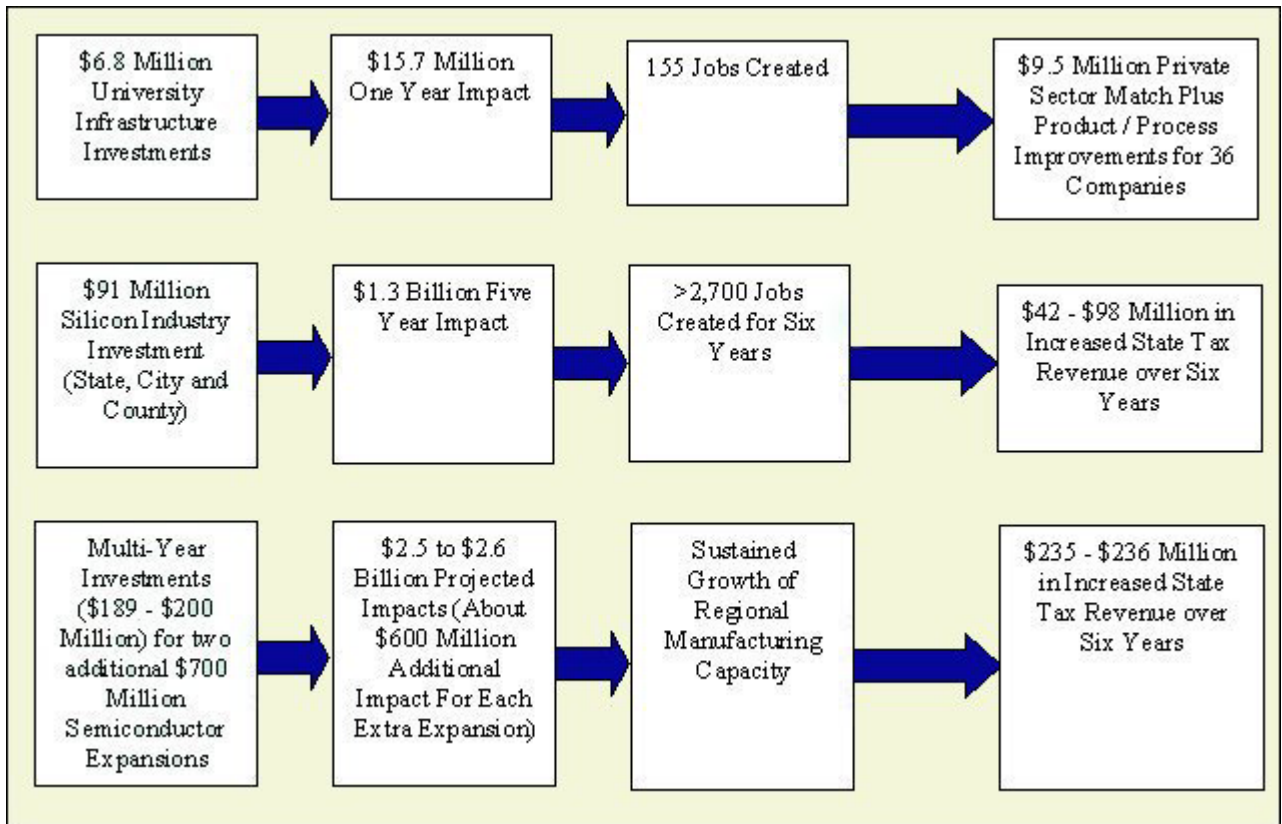 $6.8 Million
University
Infrastructure
Investments
$15.7 Million
One Year Impact
155 Jobs Created
$9.5 Million Private
Sector Match Plus
Product / Process
Improvements for 36
Companies
$91 Million
Silicon Industry
Investment
(State, City and
County)
$1.3 Billion Five
Year Impact
>2,700 Jobs
Created for Six
Years
$42 - $98 Million in
Increased State Tax
Revenue over Six
Years
Multi-Year
Investments
($189 - $200
Million) for two
additional $700
Million
Semiconductor
Expansions
$2.5 to $2.6
Billion Projected
Impacts (About
$600 Million
Additional
Impact For Each
Extra Expansion)
Sustained
Growth of
Regional
Manufacturing
Capacity
$235 - $236 Million
in Increased State
Tax Revenue over
Six Years